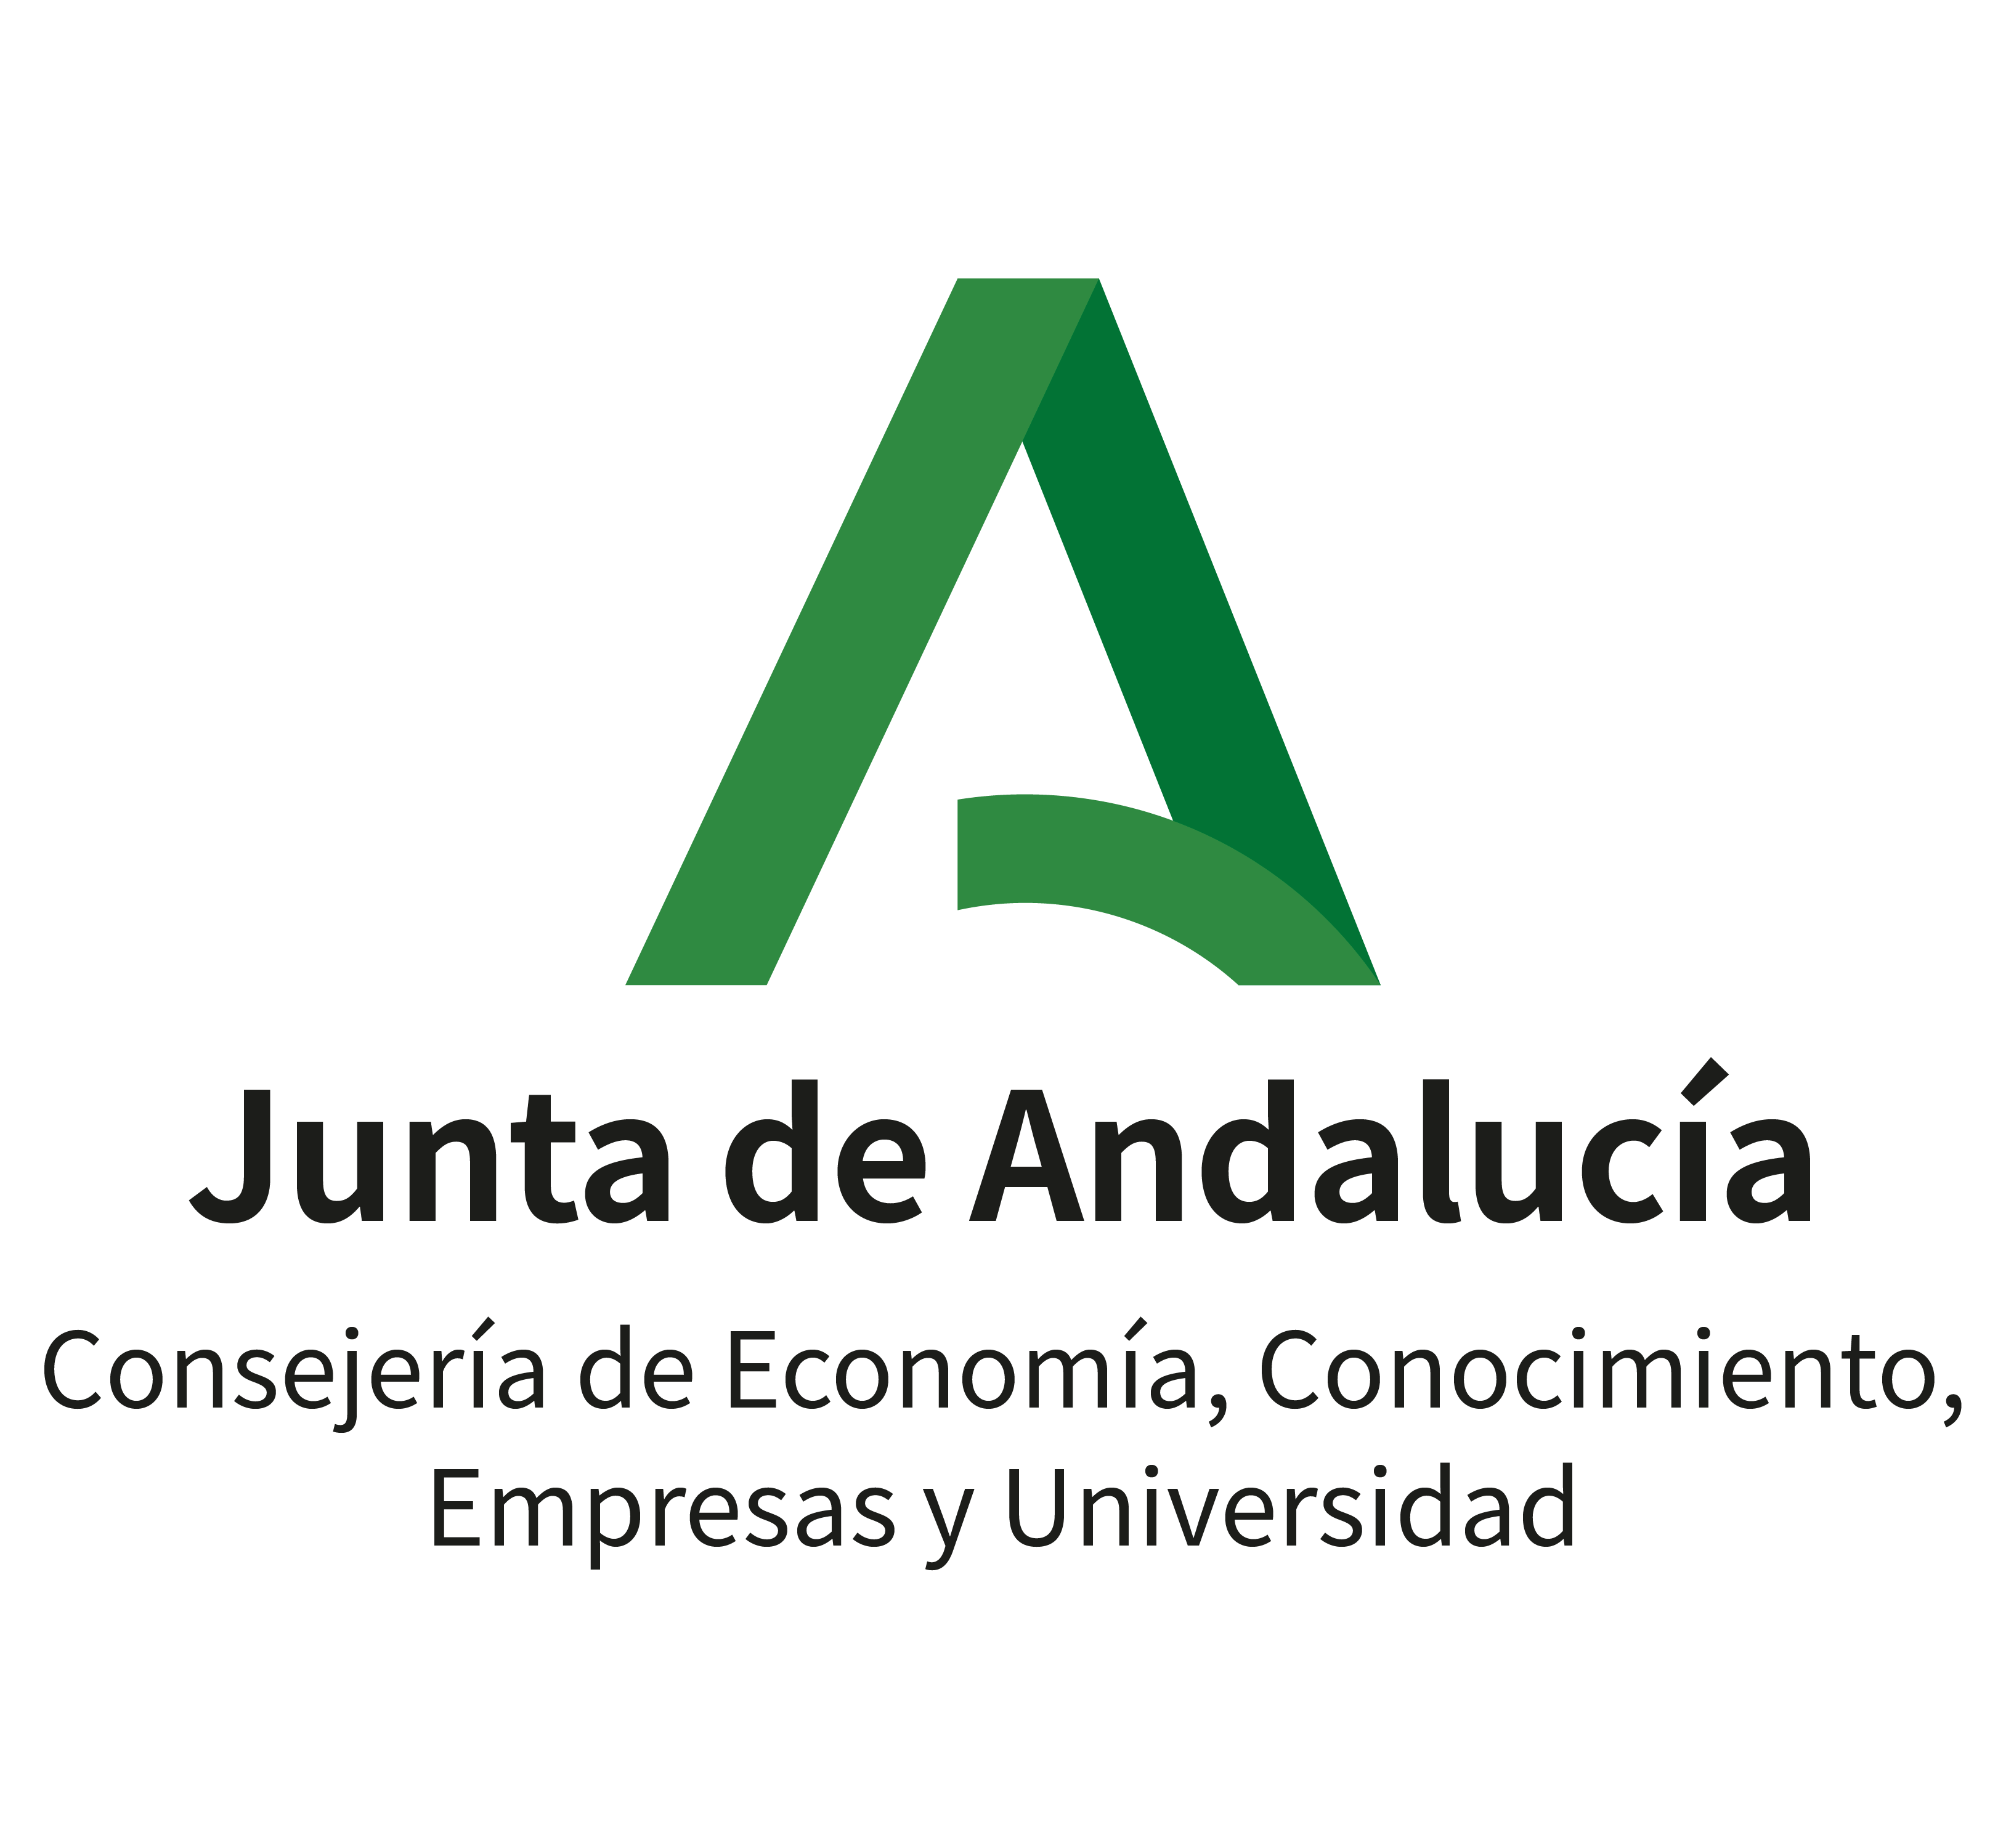 Junta de Andalucía
Consejería de Economía, Conocimiento,
Empresas y Universidad